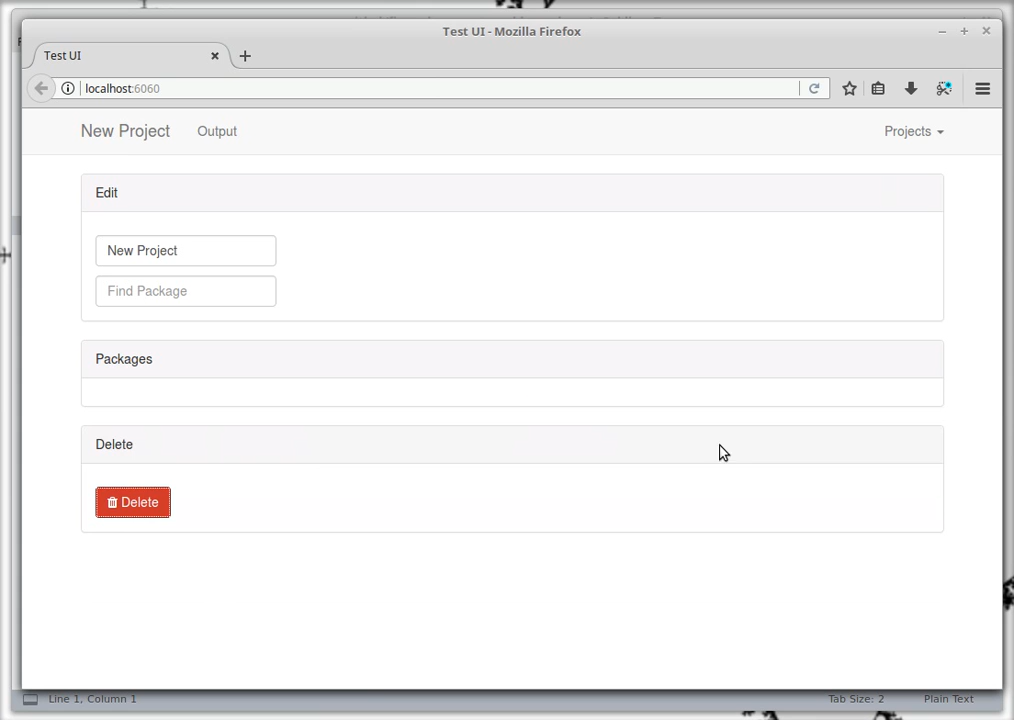 Test UI - Mozilla Firefox
Test UI
localhost:6060
New Project Output Projects
Edit
New Project
Find Package
Packages
Delete
Delete
Line 1, Column 1 Tab Size: 2 Plain Text